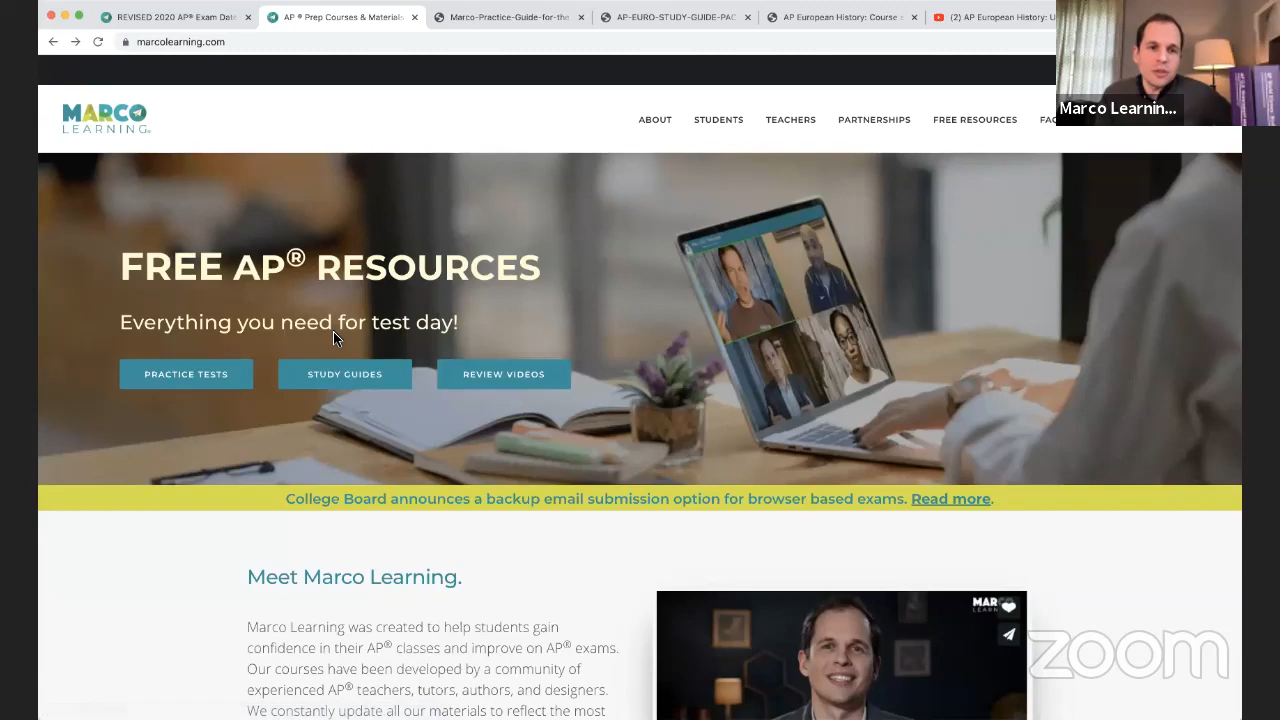 REVISED 2020 AP® Exam Date
AP ® Prep Courses & Materials
Marco-Practice-Guide-for-the
AP-EURO-STUDY-GUIDE-PAC
AP European History: Course
(2) AP European History: U
marcolearning.com
Marco Learnin...
MARCO
LEARNING
ABOUT
STUDENTS
TEACHERS
PARTNERSHIPS
FREE RESOURCES
FAQ
FREE AP® RESOURCES
Everything you need for test day!
PRACTICE TESTS
STUDY GUIDES
REVIEW VIDEOS
College Board announces a backup email submission option for browser based exams. Read more.
Meet Marco Learning.
Marco Learning was created to help students gain
confidence in their AP® classes and improve on AP® exams.
Our courses have been developed by a community of
experienced AP® teachers, tutors, authors, and designers.
We constantly update all our materials to reflect the most
zoom